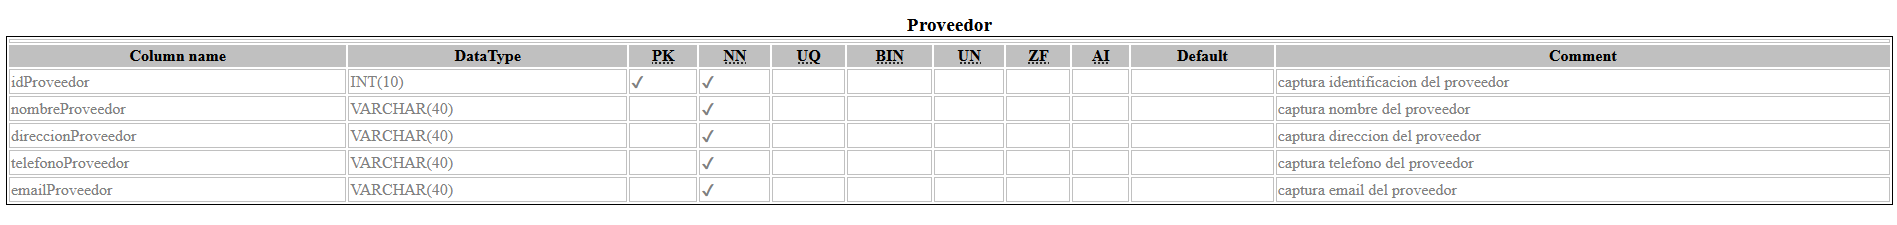 Proveedor
Column name DataType PK NN UQ BIN UN ZF AI Default Comment
idProveedor INT(10) ✓ ✓ captura identificacion del proveedor
nombreProveedor VARCHAR(40) ✓ captura nombre del proveedor
direccionProveedor VARCHAR(40) ✓ captura direccion del proveedor
telefonoProveedor VARCHAR(40) ✓ captura telefono del proveedor
emailProveedor VARCHAR(40) ✓ captura email del proveedor